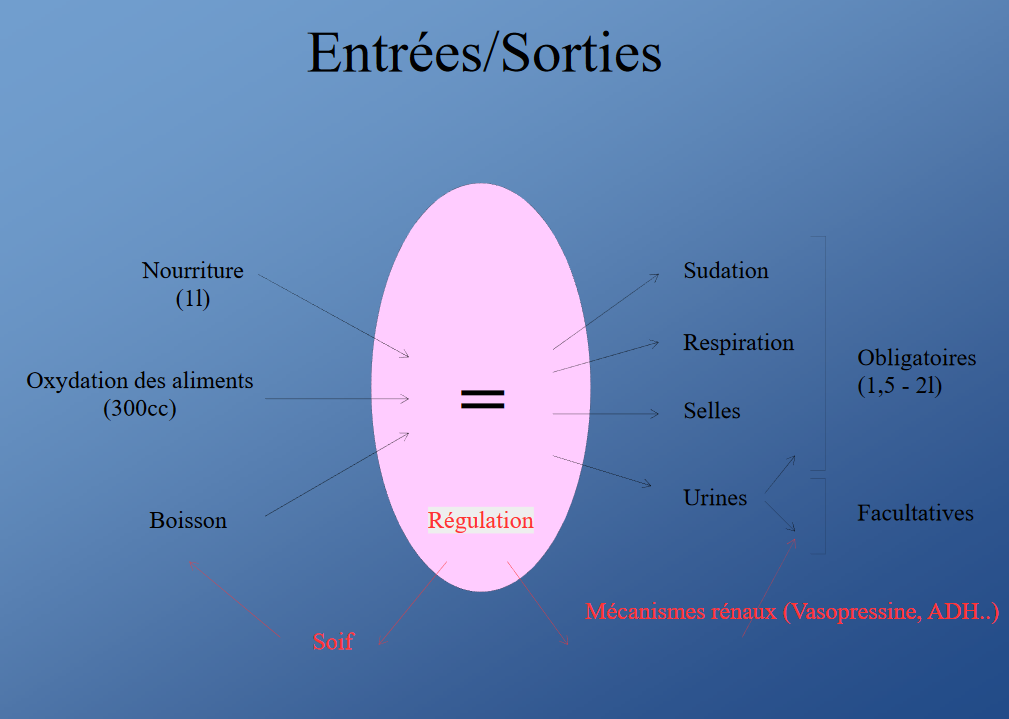 Entrées/Sorties
Nourriture
(1l)
Oxydation des aliments
(300cc)
Boisson
=
Régulation
Soif
Sudation
Respiration
Selles
Urines
Obligatoires
(1,5 - 2l)
Facultatives
Mécanismes rénaux (Vasopressine, ADH..)